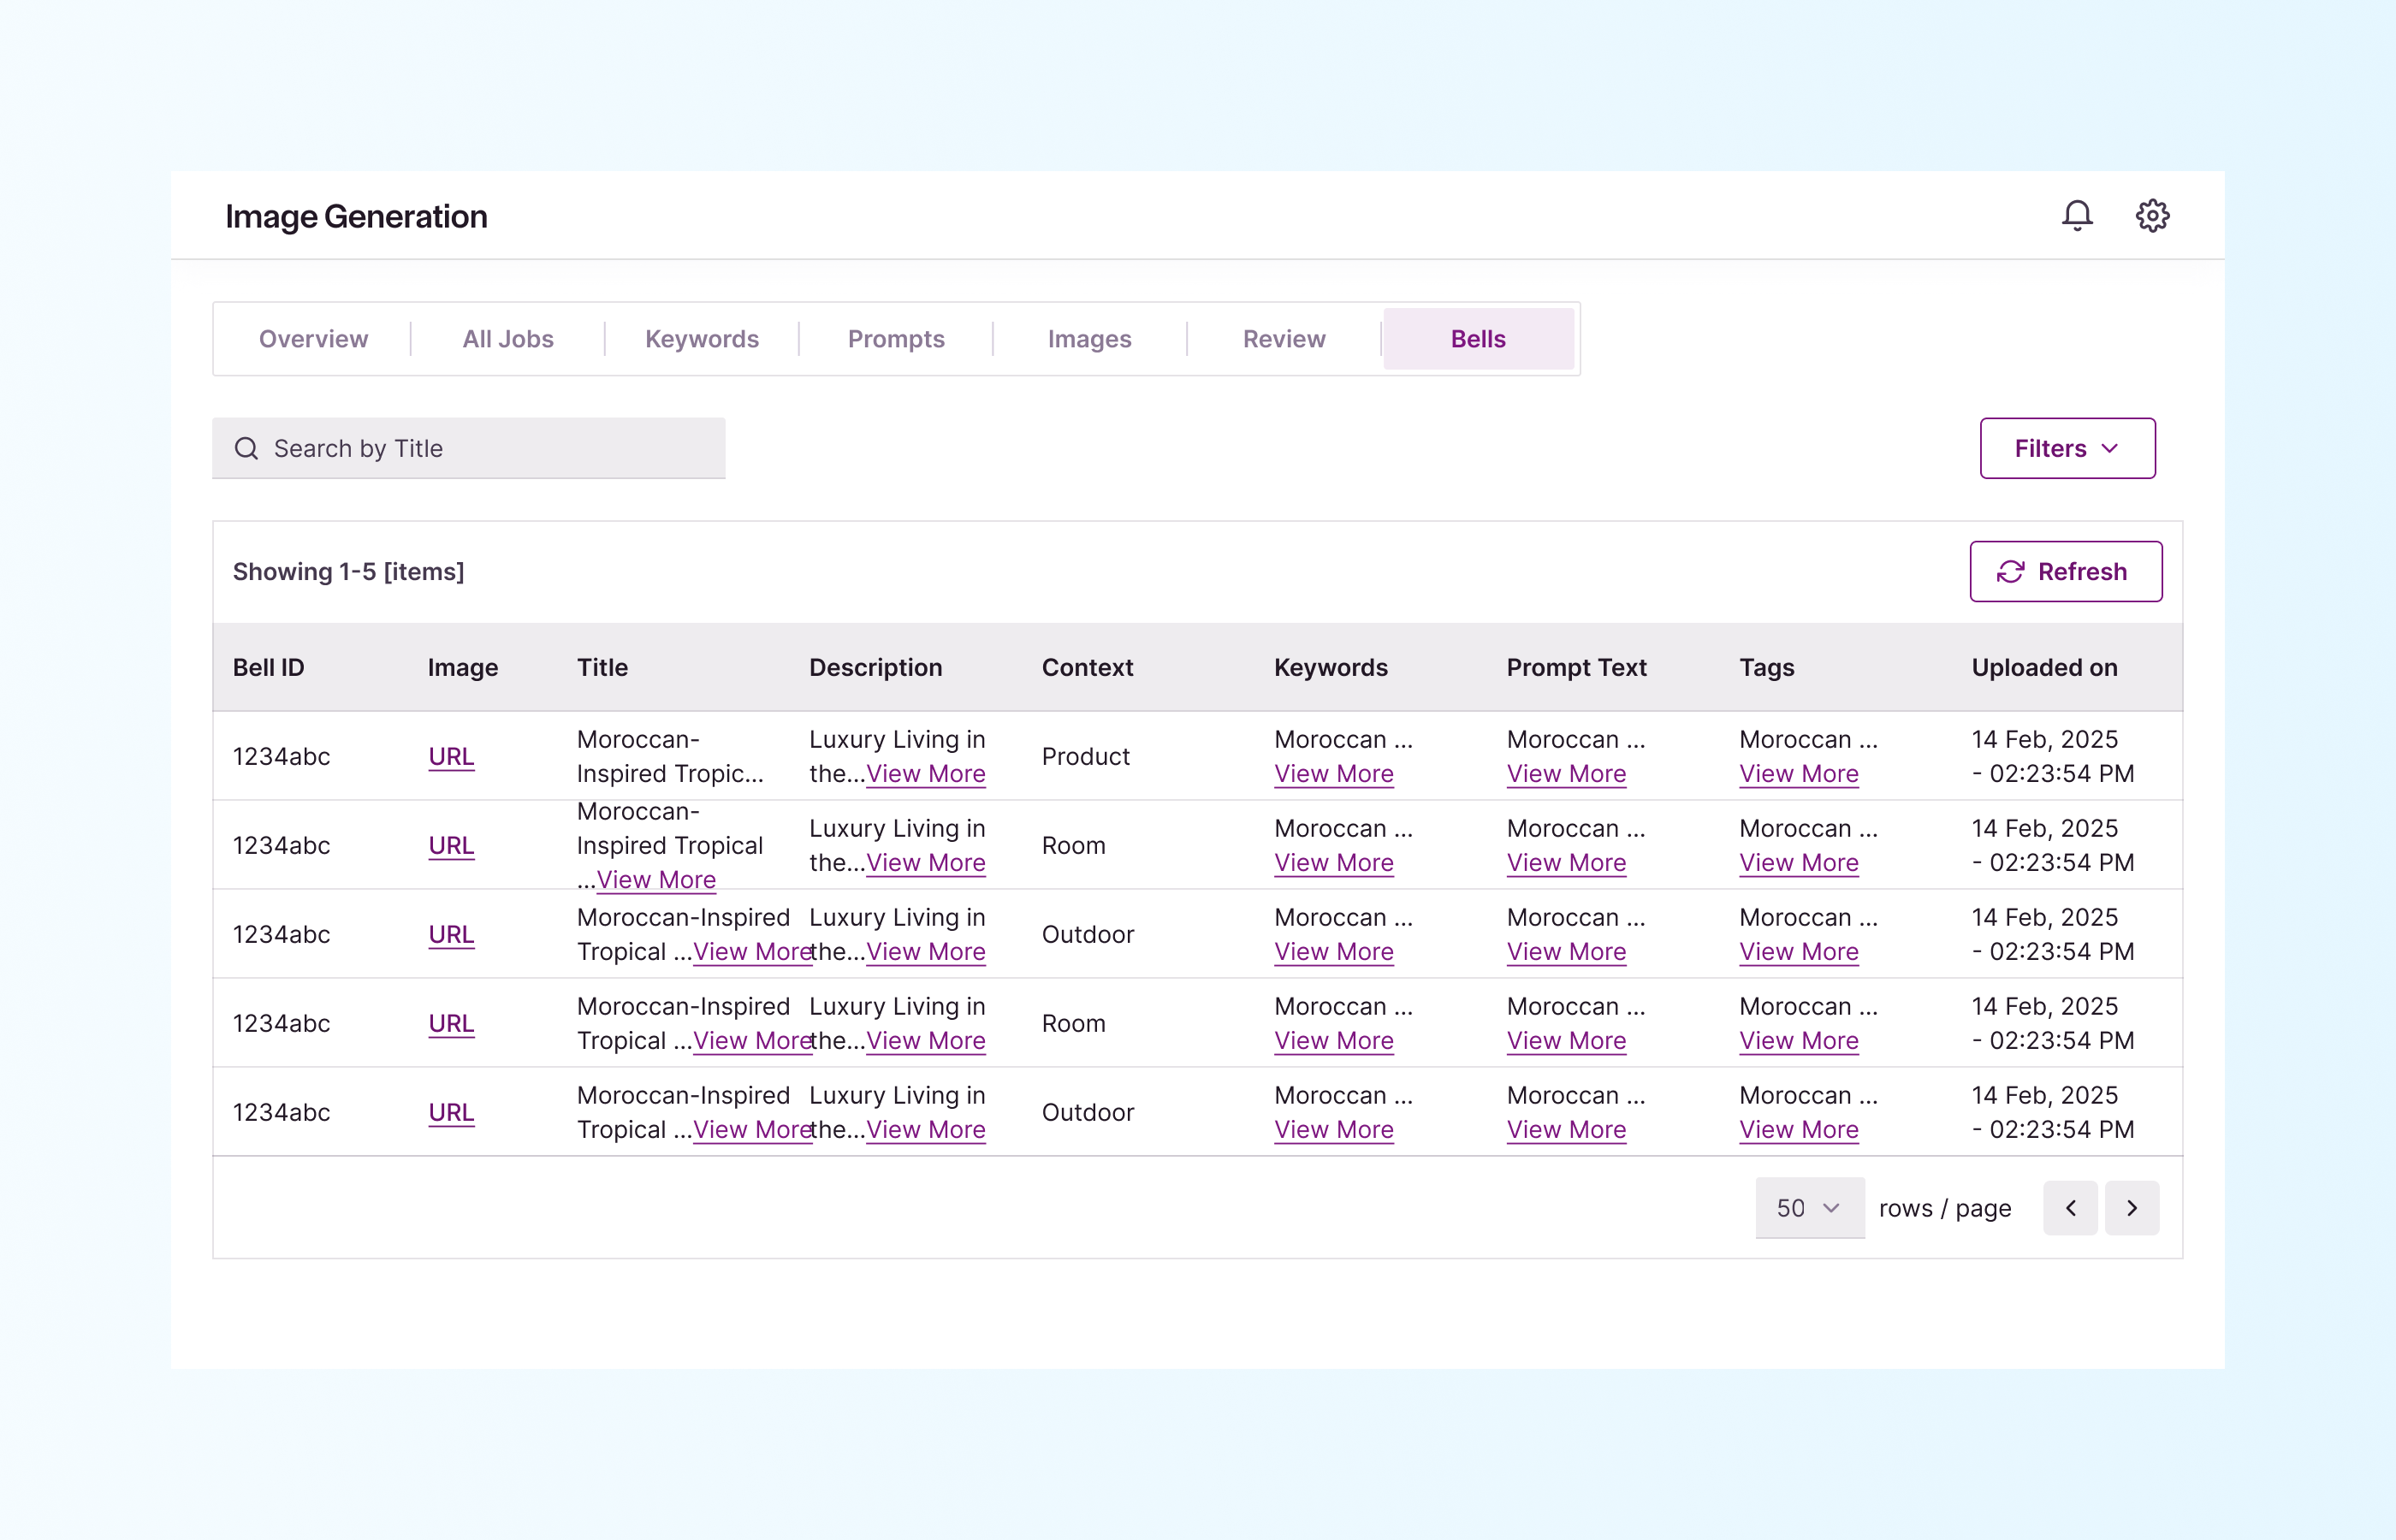 Image Generation
Overview
All Jobs
Keywords
Prompts
Images
Review
Bells
Search by Title
Filters
Showing 1-5 [items]
Refresh
Bell ID Image Title Description Context Keywords Prompt Text Tags Uploaded on
1234abc
URL
Moroccan-
Inspired Tropic...
Luxury Living in
the...View More
Product
Moroccan ...
View More
Moroccan ...
View More
Moroccan ...
View More
14 Feb, 2025
- 02:23:54 PM
1234abc
URL
Moroccan-
Inspired Tropical
...View More
Luxury Living in
the...View More
Room
Moroccan ...
View More
Moroccan ...
View More
Moroccan ...
View More
14 Feb, 2025
- 02:23:54 PM
1234abc
URL
Moroccan-Inspired
Tropical ...View More
Luxury Living in
the...View More
Outdoor
Moroccan ...
View More
Moroccan ...
View More
Moroccan ...
View More
14 Feb, 2025
- 02:23:54 PM
1234abc
URL
Moroccan-Inspired
Tropical ...View More
Luxury Living in
the...View More
Room
Moroccan ...
View More
Moroccan ...
View More
Moroccan ...
View More
14 Feb, 2025
- 02:23:54 PM
1234abc
URL
Moroccan-Inspired
Tropical ...View More
Luxury Living in
the...View More
Outdoor
Moroccan ...
View More
Moroccan ...
View More
Moroccan ...
View More
14 Feb, 2025
- 02:23:54 PM
50
rows / page